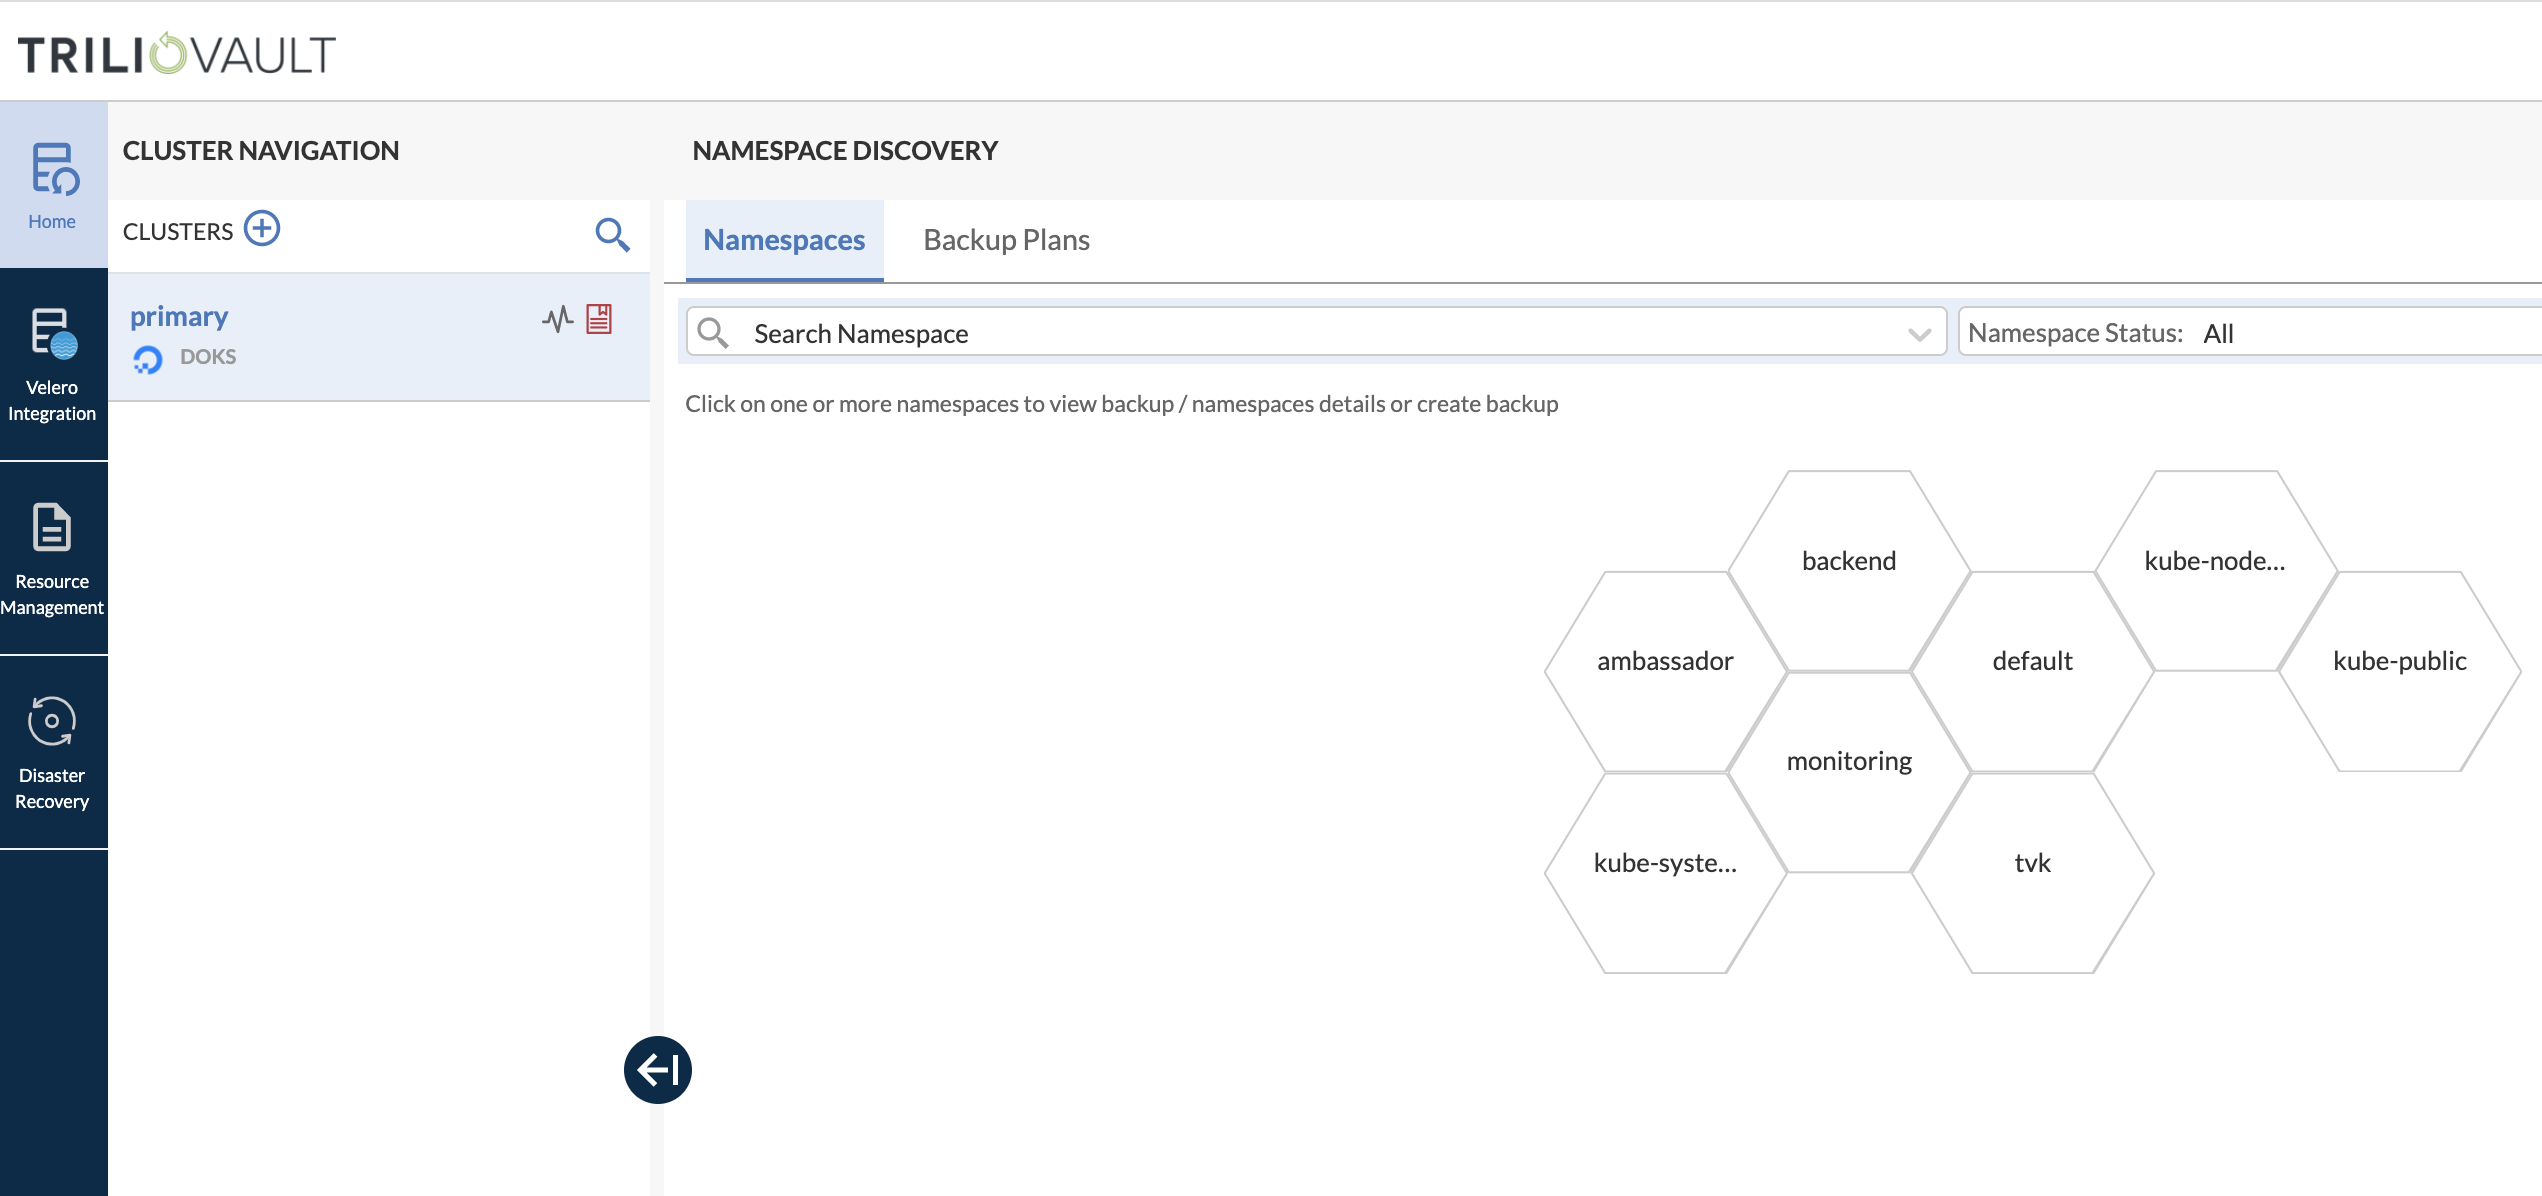 TRILIOVAULT
CLUSTER NAVIGATION
NAMESPACE DISCOVERY
Home
CLUSTERS
Namespaces
Backup Plans
primary
DOKS
Search Namespace
Namespace Status: All
Velero
Integration
Click on one or more namespaces to view backup / namespaces details or create backup
backend
kube-node...
ambassador
default
kube-public
Resource
Management
monitoring
Disaster
Recovery
kube-syste...
tvk